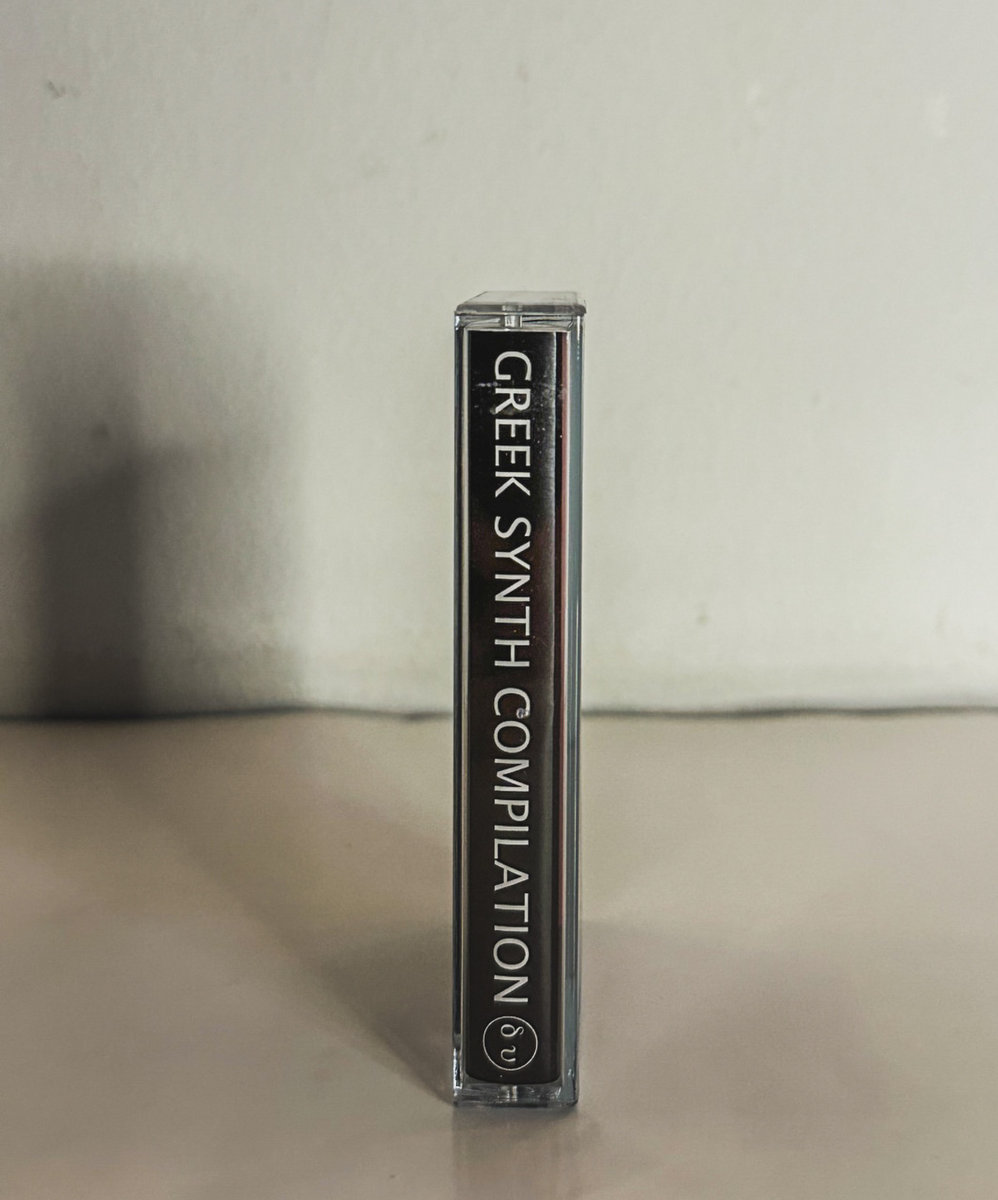 GREEK SYNTH COMPILATION
δυ